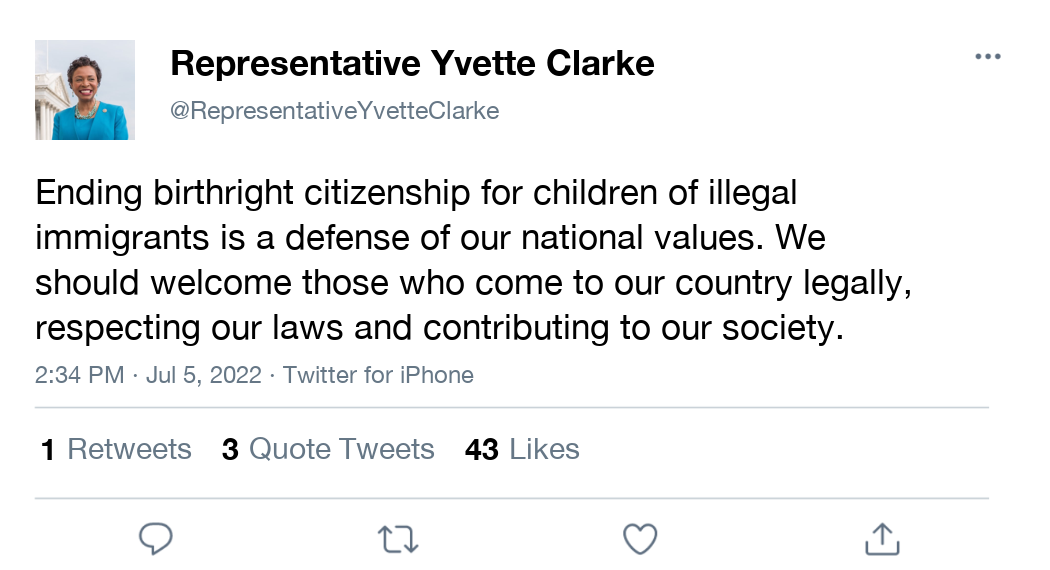 Representative Yvette Clarke
@RepresentativeYvetteClarke
Ending birthright citizenship for children of illegal
immigrants is a defense of our national values. We
should welcome those who come to our country legally,
respecting our laws and contributing to our society.
2:34 PM · Jul 5, 2022 · Twitter for iPhone
1 Retweets 3 Quote Tweets 43 Likes